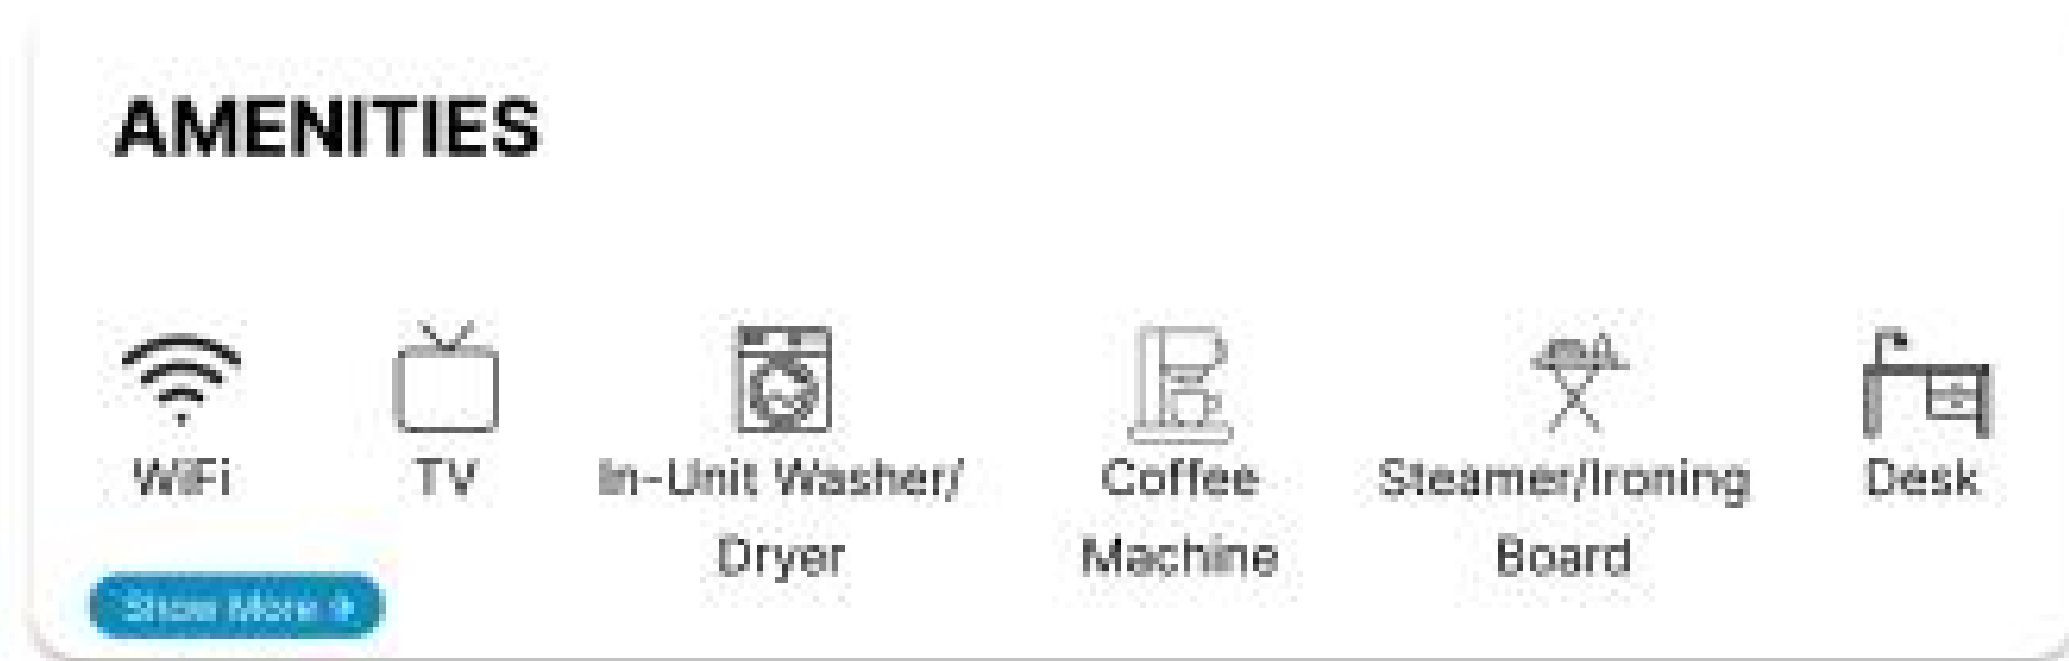 AMENITIES
WiFi
TV
In-Unit Washer/
Dryer
Coffee
Machine
Steamer/Ironing
Board
Desk
Show More →